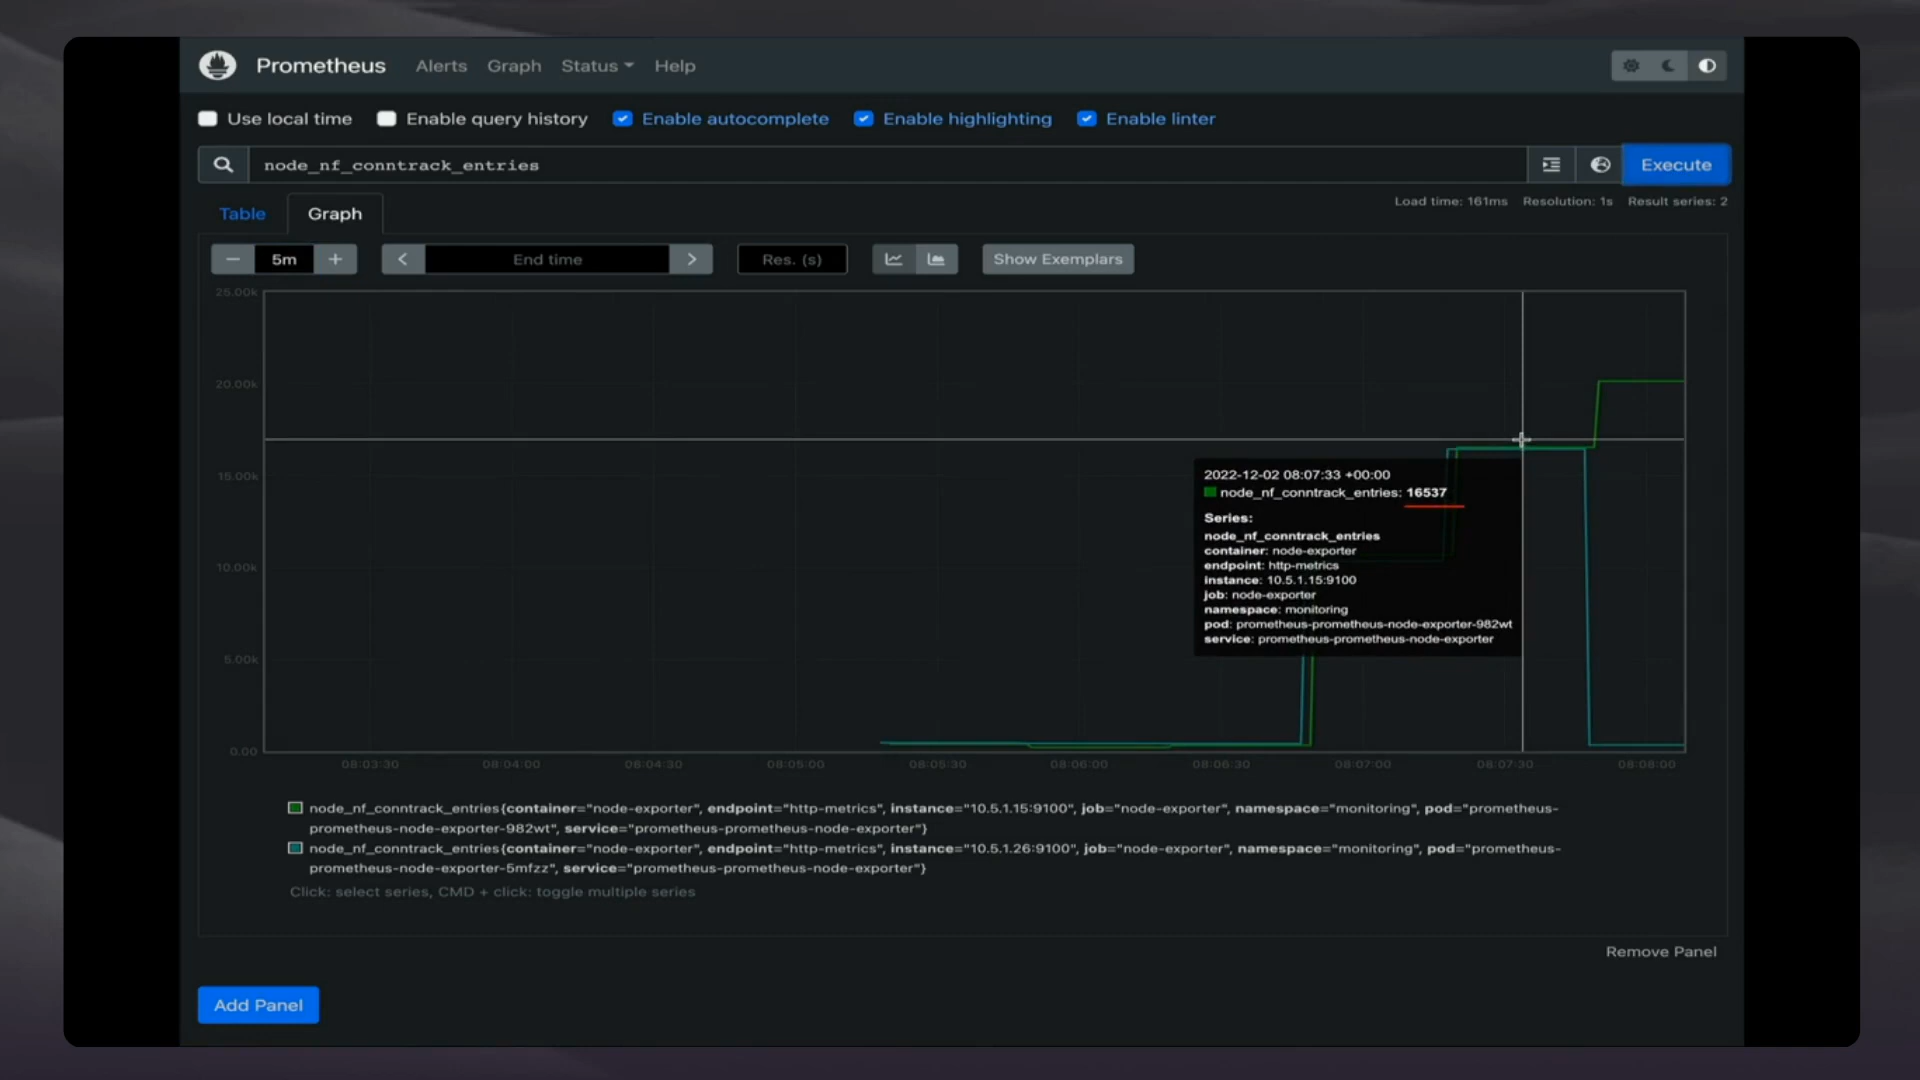 Prometheus Alerts Graph Status Help
Use local time Enable query history Enable autocomplete Enable highlighting Enable linter
node_nf_conntrack_entries Execute
Load time: 161ms Resolution: 1s Result series: 2
Table Graph
− 5m + < End time > Res. (s) Show Exemplars
25.00k
20.00k
15.00k
10.00k
5.00k
0.00
2022-12-02 08:07:33 +00:00
node_nf_conntrack_entries: 16537
Series:
node_nf_conntrack_entries
container: node-exporter
endpoint: http-metrics
instance: 10.5.1.15:9100
job: node-exporter
namespace: monitoring
pod: prometheus-prometheus-node-exporter-982wt
service: prometheus-prometheus-node-exporter
08:03:30 08:04:00 08:04:30 08:05:00 08:05:30 08:06:00 08:06:30 08:07:00 08:07:30 08:08:00
node_nf_conntrack_entries{container="node-exporter", endpoint="http-metrics", instance="10.5.1.15:9100", job="node-exporter", namespace="monitoring", pod="prometheus-
prometheus-node-exporter-982wt", service="prometheus-prometheus-node-exporter"}
node_nf_conntrack_entries{container="node-exporter", endpoint="http-metrics", instance="10.5.1.26:9100", job="node-exporter", namespace="monitoring", pod="prometheus-
prometheus-node-exporter-5mfzz", service="prometheus-prometheus-node-exporter"}
Click: select series, CMD + click: toggle multiple series
Remove Panel
Add Panel